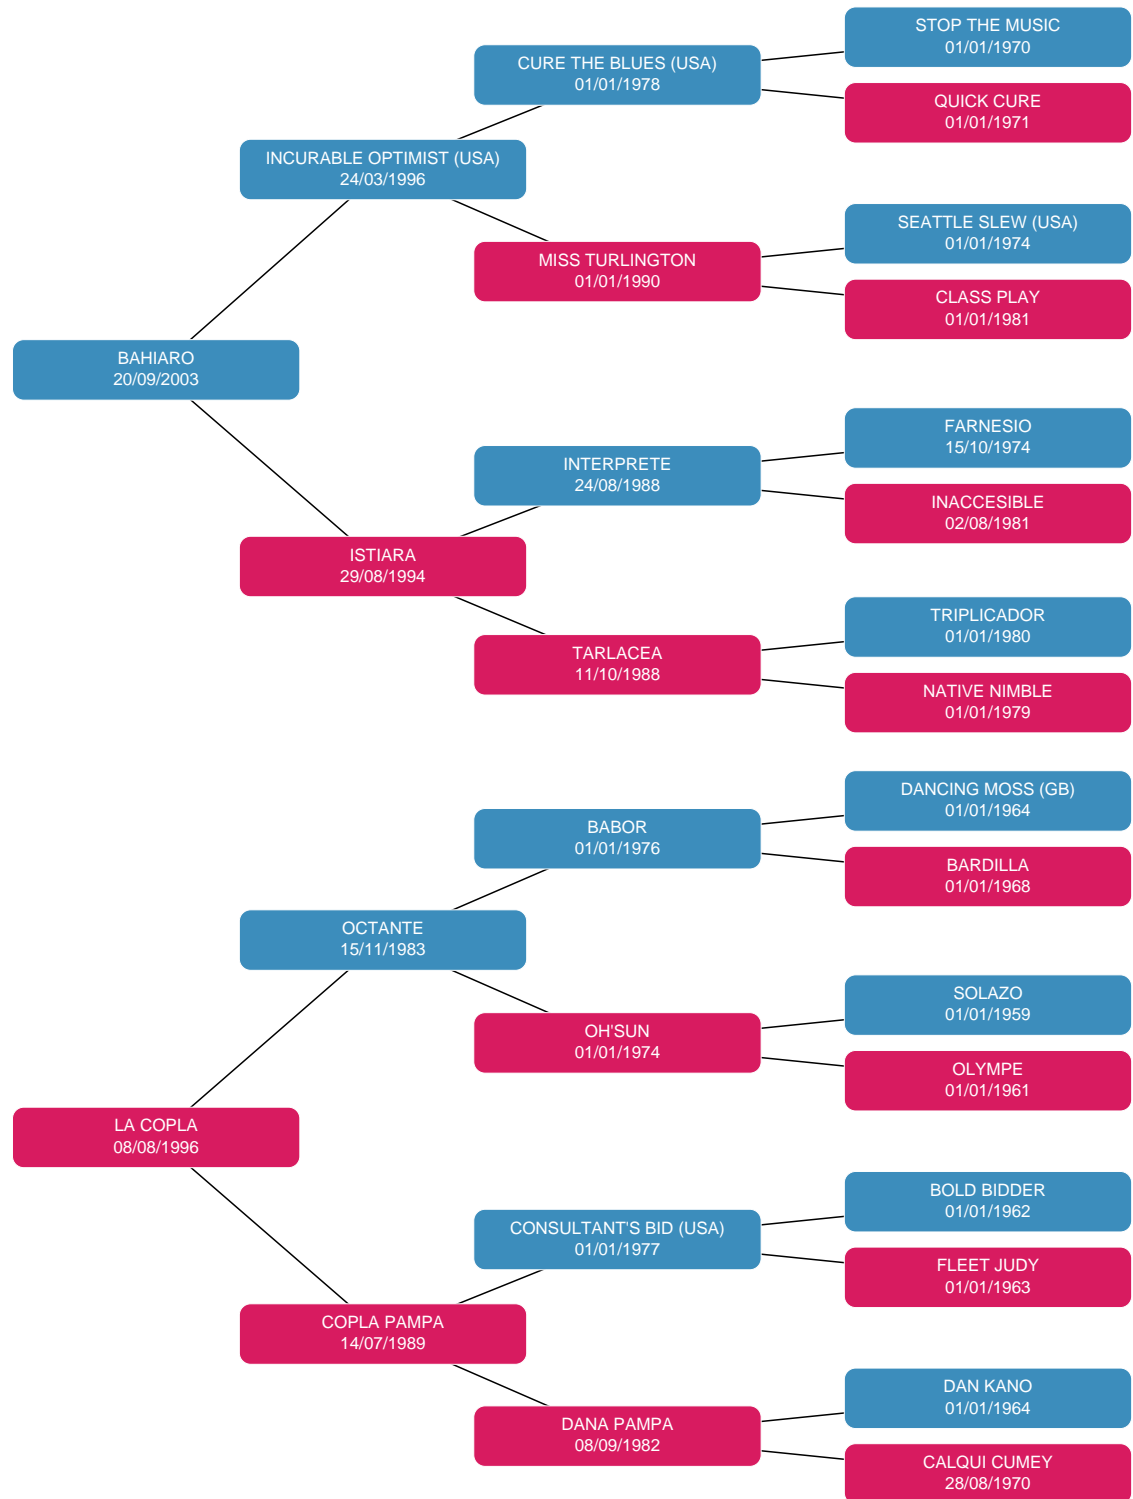 STOP THE MUSIC
01/01/1970
CURE THE BLUES (USA)
01/01/1978
QUICK CURE
01/01/1971
INCURABLE OPTIMIST (USA)
24/03/1996
SEATTLE SLEW (USA)
01/01/1974
MISS TURLINGTON
01/01/1990
CLASS PLAY
01/01/1981
BAHIARO
20/09/2003
FARNESIO
15/10/1974
INTERPRETE
24/08/1988
INACCESIBLE
02/08/1981
ISTIARA
29/08/1994
TRIPLICADOR
01/01/1980
TARLACEA
11/10/1988
NATIVE NIMBLE
01/01/1979
DANCING MOSS (GB)
01/01/1964
BABOR
01/01/1976
BARDILLA
01/01/1968
OCTANTE
15/11/1983
SOLAZO
01/01/1959
OH'SUN
01/01/1974
OLYMPE
01/01/1961
LA COPLA
08/08/1996
BOLD BIDDER
01/01/1962
CONSULTANT'S BID (USA)
01/01/1977
FLEET JUDY
01/01/1963
COPLA PAMPA
14/07/1989
DAN KANO
01/01/1964
DANA PAMPA
08/09/1982
CALQUI CUMEY
28/08/1970